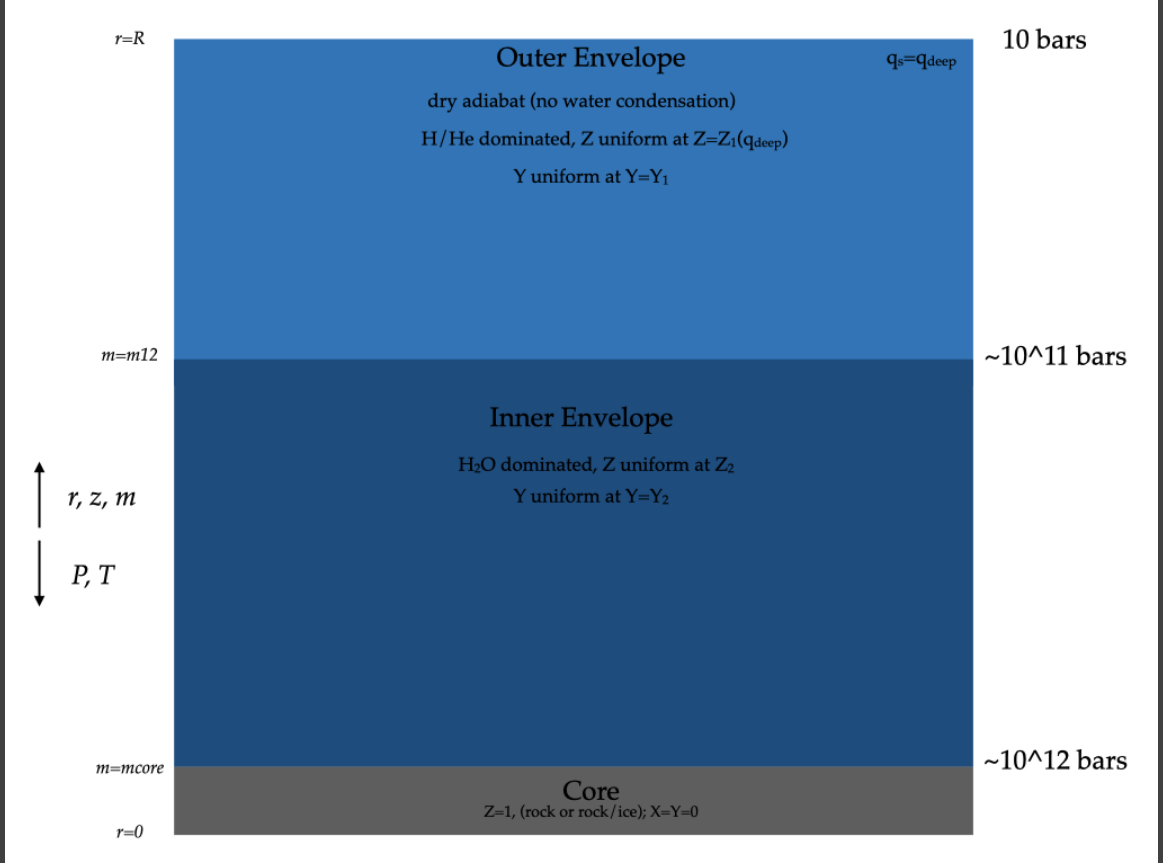 r=R
Outer Envelope
10 bars
qs=qdeep
dry adiabat (no water condensation)
H/He dominated, Z uniform at Z=Z1(qdeep)
Y uniform at Y=Y1
m=m12
~10^11 bars
Inner Envelope
H2O dominated, Z uniform at Z2
Y uniform at Y=Y2
r, z, m
P, T
m=mcore
~10^12 bars
Core
Z=1, (rock or rock/ice); X=Y=0
r=0